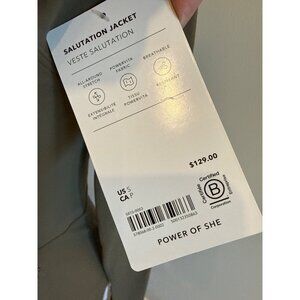 SALUTATION JACKET
VESTE SALUTATION
ALL-AROUND
STRETCH
POWERVITA
FABRIC
BREATHABLE
EXTENSIBILITÉ
INTÉGRALE
TISSU
POWERVITA
RESPIRANT
$129.00
US S
CA P
Certified
B
Corporation
POWER OF SHE